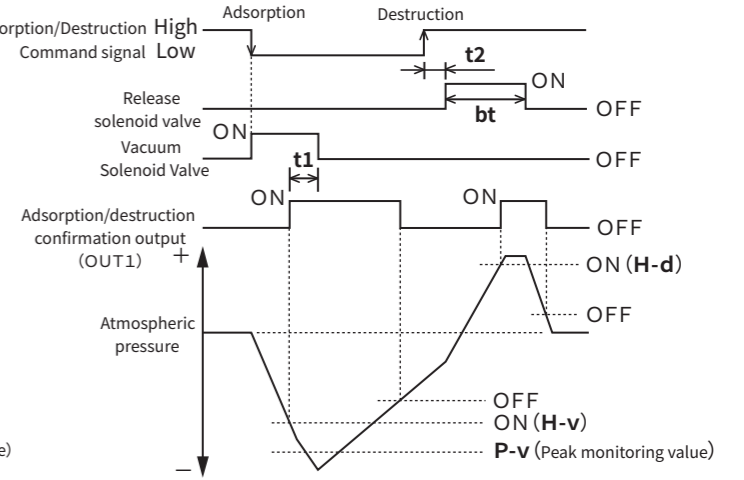 Adsorption Destruction
orption/Destruction High
Command signal Low
t2
ON
Release
solenoid valve
bt
OFF
ON
Vacuum
Solenoid Valve
t1
OFF
ON
ON
Adsorption/destruction
confirmation output
(OUT1)
OFF
+
ON (H-d)
OFF
Atmospheric
pressure
OFF
ON (H-v)
P-v (Peak monitoring value)
e)
−